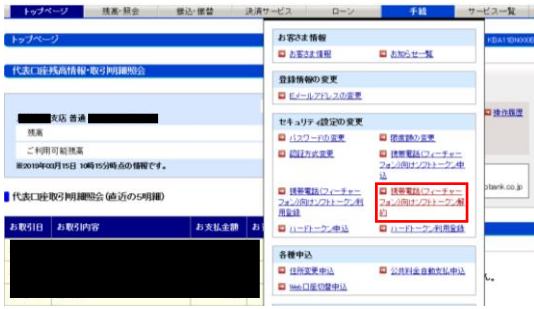 トップページ
残高・照会
振込・振替
決済サービス
ローン
手続
サービス一覧
トップページ
代表口座残高情報・取引明細照会
支店 普通
残高
ご利用可能残高
※2019年03月15日 10時15分時点の情報です。
代表口座取引明細照会(直近の5明細)
お取引日
お取引内容
お支払金額
お
お客さま情報
お客さま情報
お知らせ一覧
登録情報の変更
Eメールアドレスの変更
セキュリティ設定の変更
パスワードの変更
限度額の変更
認証方式変更
携帯電話(フィーチャー
フォン)向けソフトトークン申
込
携帯電話(フィーチャー
フォン)向けソフトトークン利
用登録
携帯電話(フィーチャー
フォン)向けソフトトークン解
約
ハードトークン申込
ハードトークン利用登録
各種申込
住所変更申込
公共料金自動支払申込
Web口座切替申込
操作履歴
otbank.co.jp
ん。